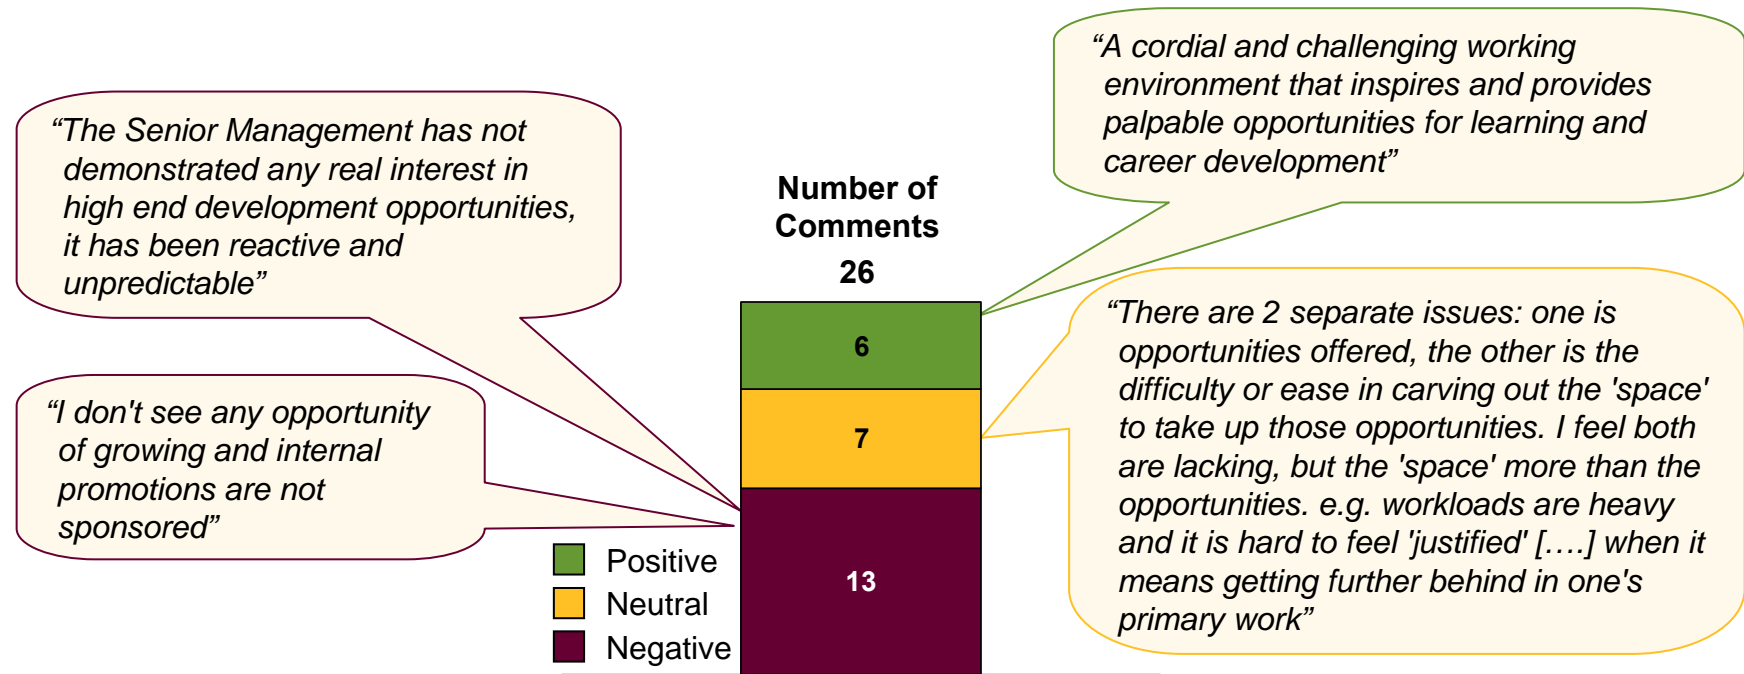 “The Senior Management has not
demonstrated any real interest in
high end development opportunities,
it has been reactive and
unpredictable”
“I don't see any opportunity
of growing and internal
promotions are not
sponsored”
Number of
Comments
26
6
7
13
Positive
Neutral
Negative
“A cordial and challenging working
environment that inspires and provides
palpable opportunities for learning and
career development”
“There are 2 separate issues: one is
opportunities offered, the other is the
difficulty or ease in carving out the 'space'
to take up those opportunities. I feel both
are lacking, but the 'space' more than the
opportunities. e.g. workloads are heavy
and it is hard to feel 'justified' [….] when it
means getting further behind in one's
primary work”